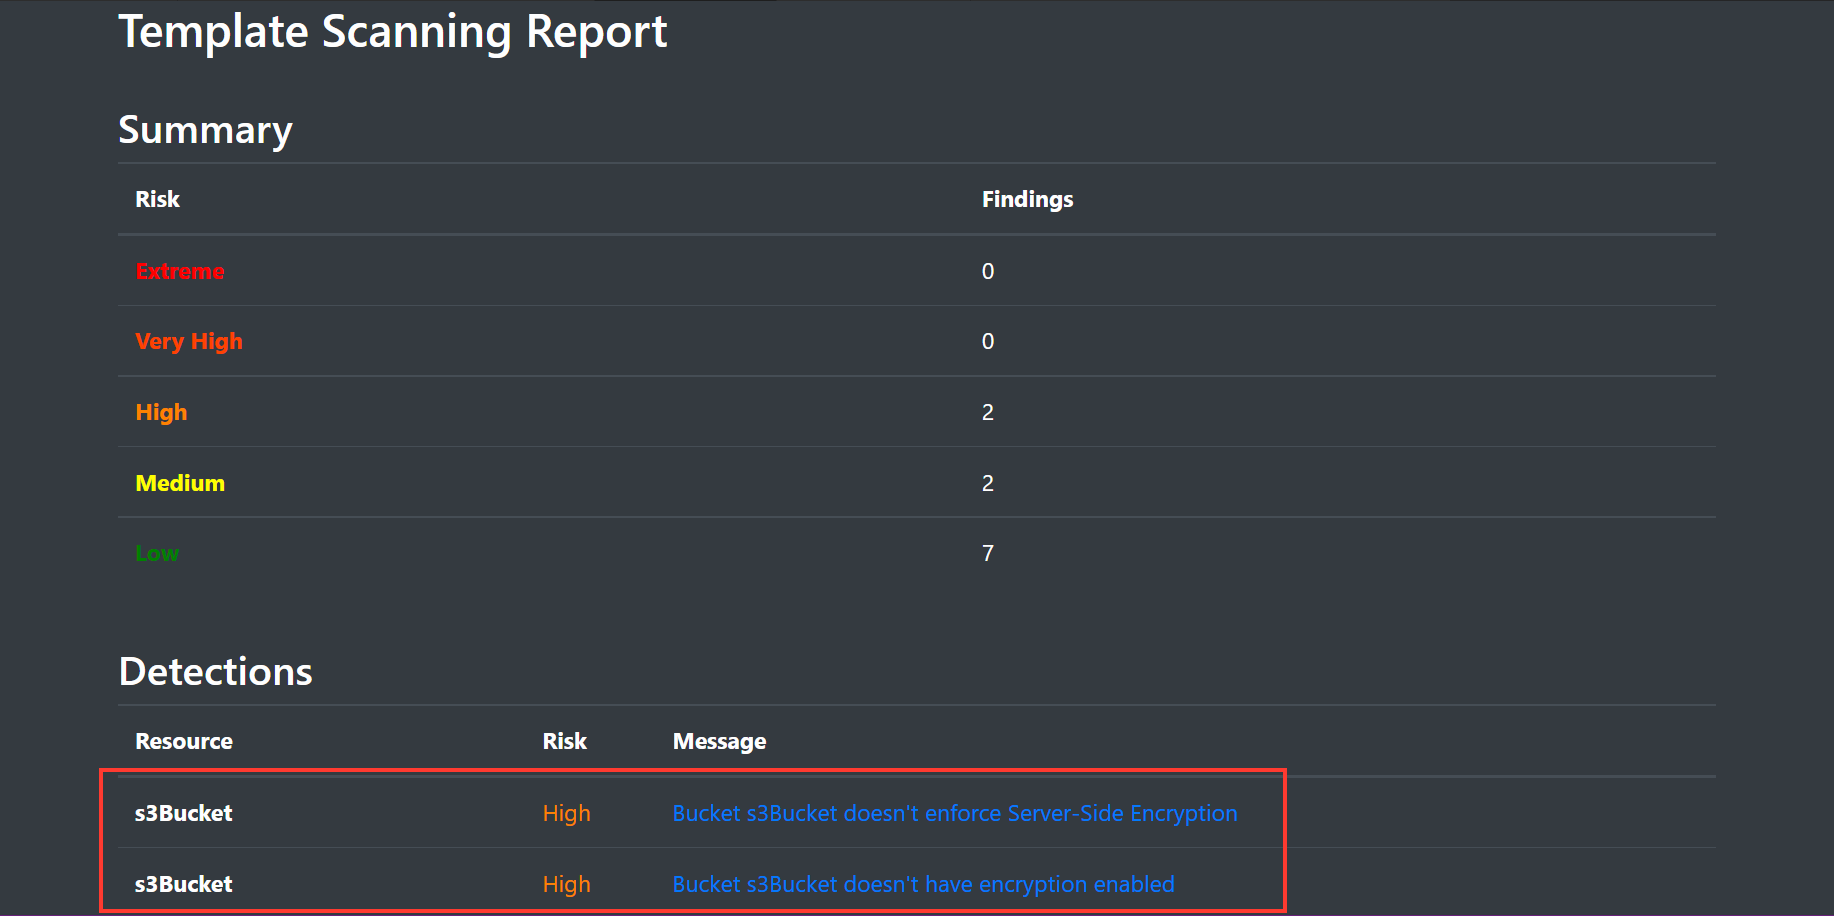 Template Scanning Report
Summary
Risk Findings
Extreme 0
Very High 0
High 2
Medium 2
Low 7
Detections
Resource Risk Message
s3Bucket High Bucket s3Bucket doesn't enforce Server-Side Encryption
s3Bucket High Bucket s3Bucket doesn't have encryption enabled